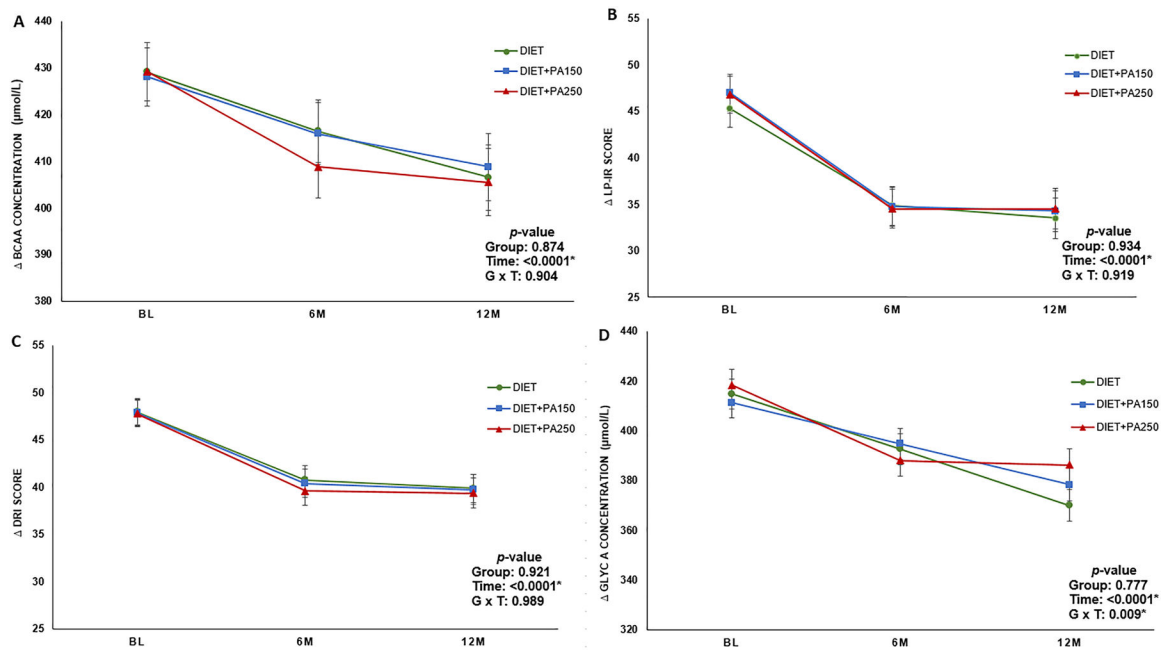 A
Δ BCAA CONCENTRATION (µmol/L)
440
430
420
410
400
390
380
BL
6M
12M
DIET
DIET+PA150
DIET+PA250
p-value
Group: 0.874
Time: <0.0001*
G x T: 0.904
B
Δ LP-IR SCORE
55
50
45
40
35
30
25
BL
6M
12M
DIET
DIET+PA150
DIET+PA250
p-value
Group: 0.934
Time: <0.0001*
G x T: 0.919
C
Δ DRI SCORE
55
50
45
40
35
30
25
BL
6M
12M
DIET
DIET+PA150
DIET+PA250
p-value
Group: 0.921
Time: <0.0001*
G x T: 0.989
D
Δ GLYC A CONCENTRATION (µmol/L)
440
420
400
380
360
340
320
BL
6M
12M
DIET
DIET+PA150
DIET+PA250
p-value
Group: 0.777
Time: <0.0001*
G x T: 0.009*